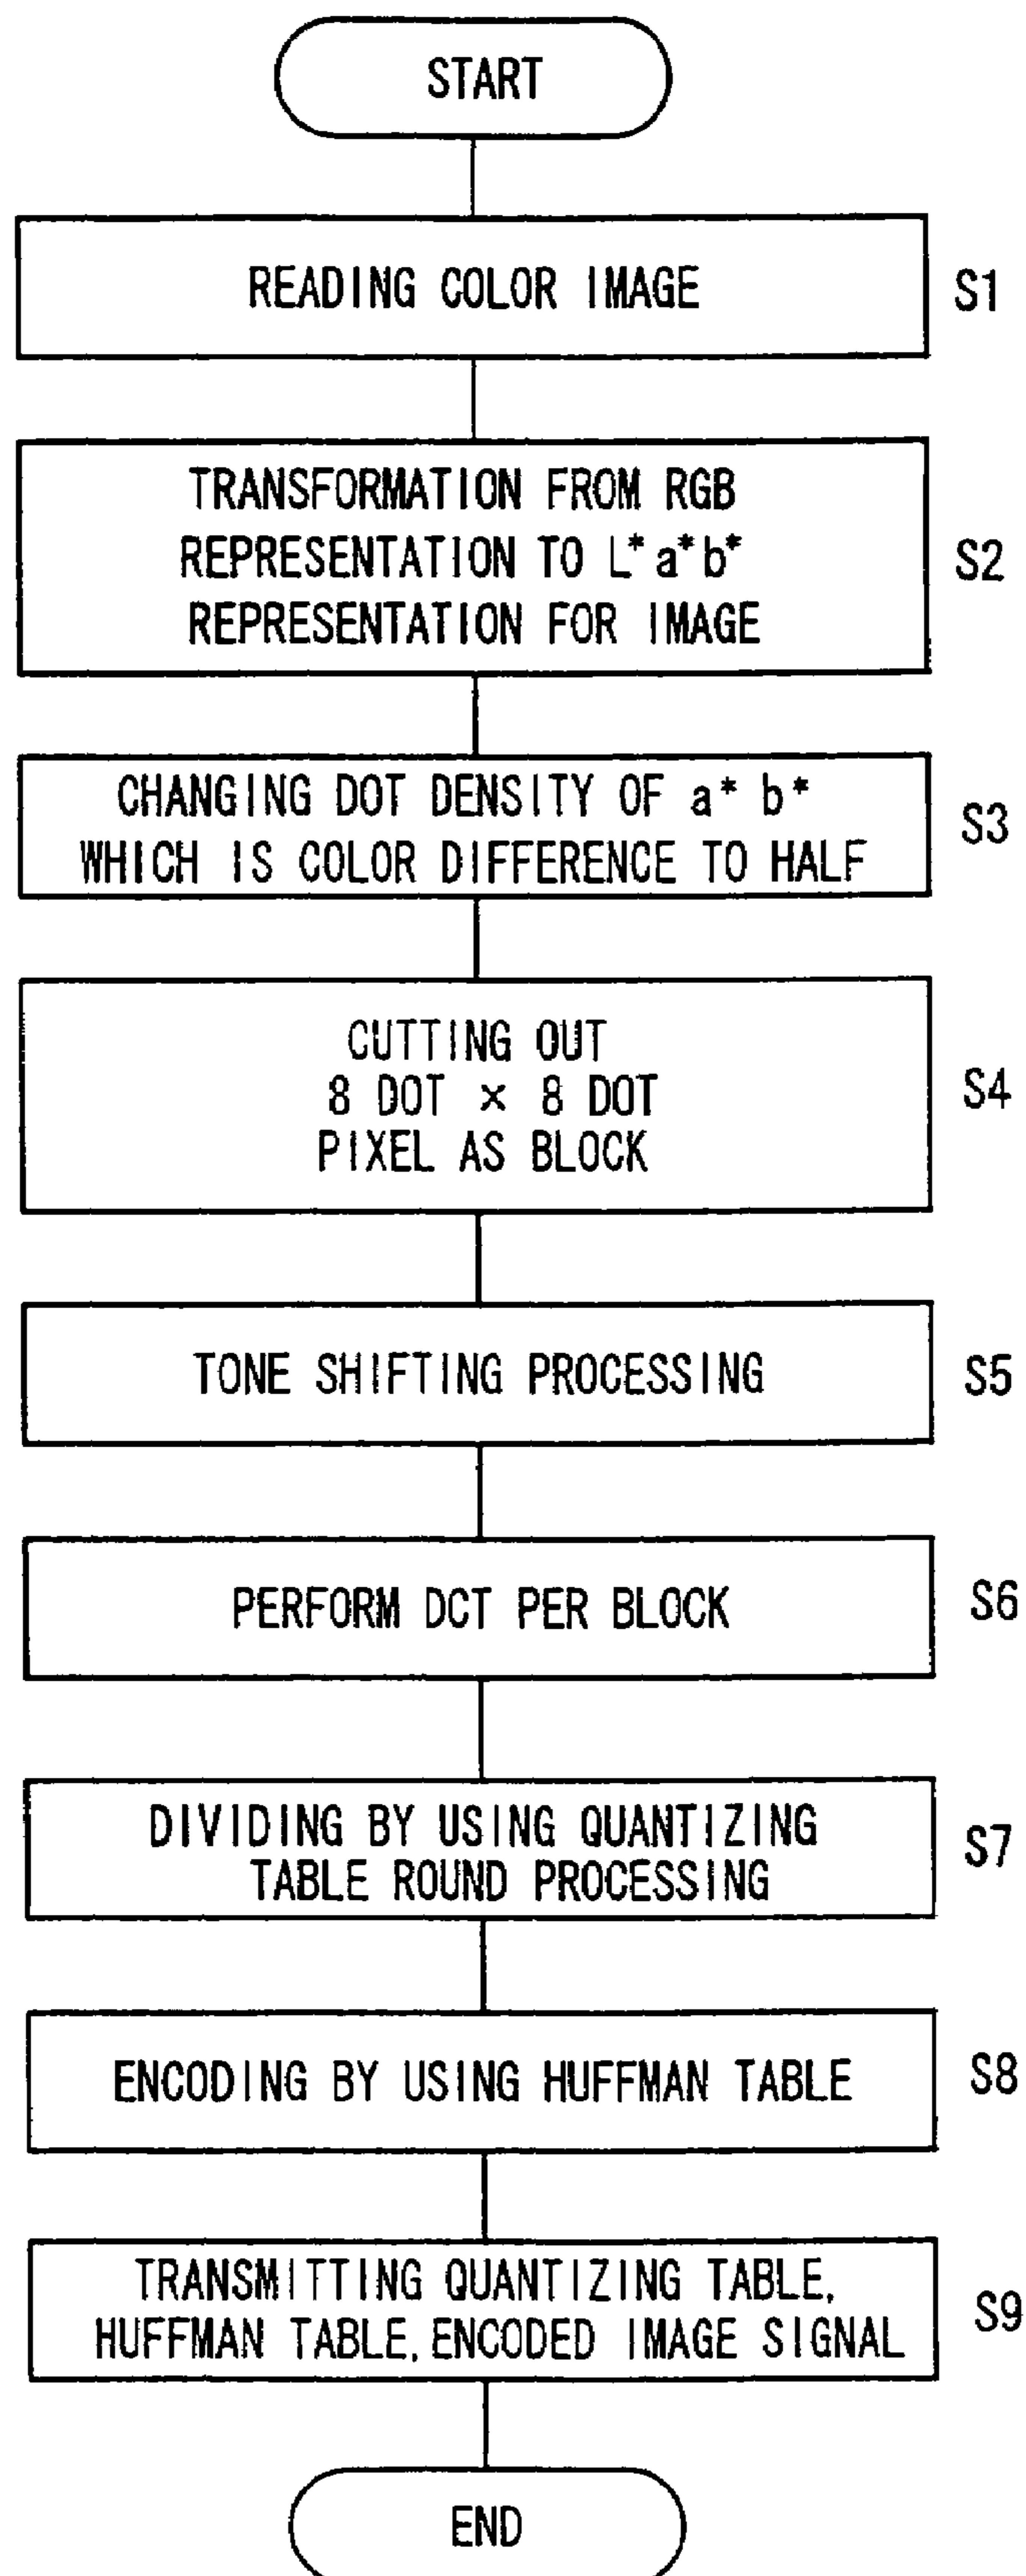 START
READING COLOR IMAGE
S1
TRANSFORMATION FROM RGB
REPRESENTATION TO L*a*b*
REPRESENTATION FOR IMAGE
S2
CHANGING DOT DENSITY OF a* b*
WHICH IS COLOR DIFFERENCE TO HALF
S3
CUTTING OUT
8 DOT × 8 DOT
PIXEL AS BLOCK
S4
TONE SHIFTING PROCESSING
S5
PERFORM DCT PER BLOCK
S6
DIVIDING BY USING QUANTIZING
TABLE ROUND PROCESSING
S7
ENCODING BY USING HUFFMAN TABLE
S8
TRANSMITTING QUANTIZING TABLE,
HUFFMAN TABLE, ENCODED IMAGE SIGNAL
S9
END